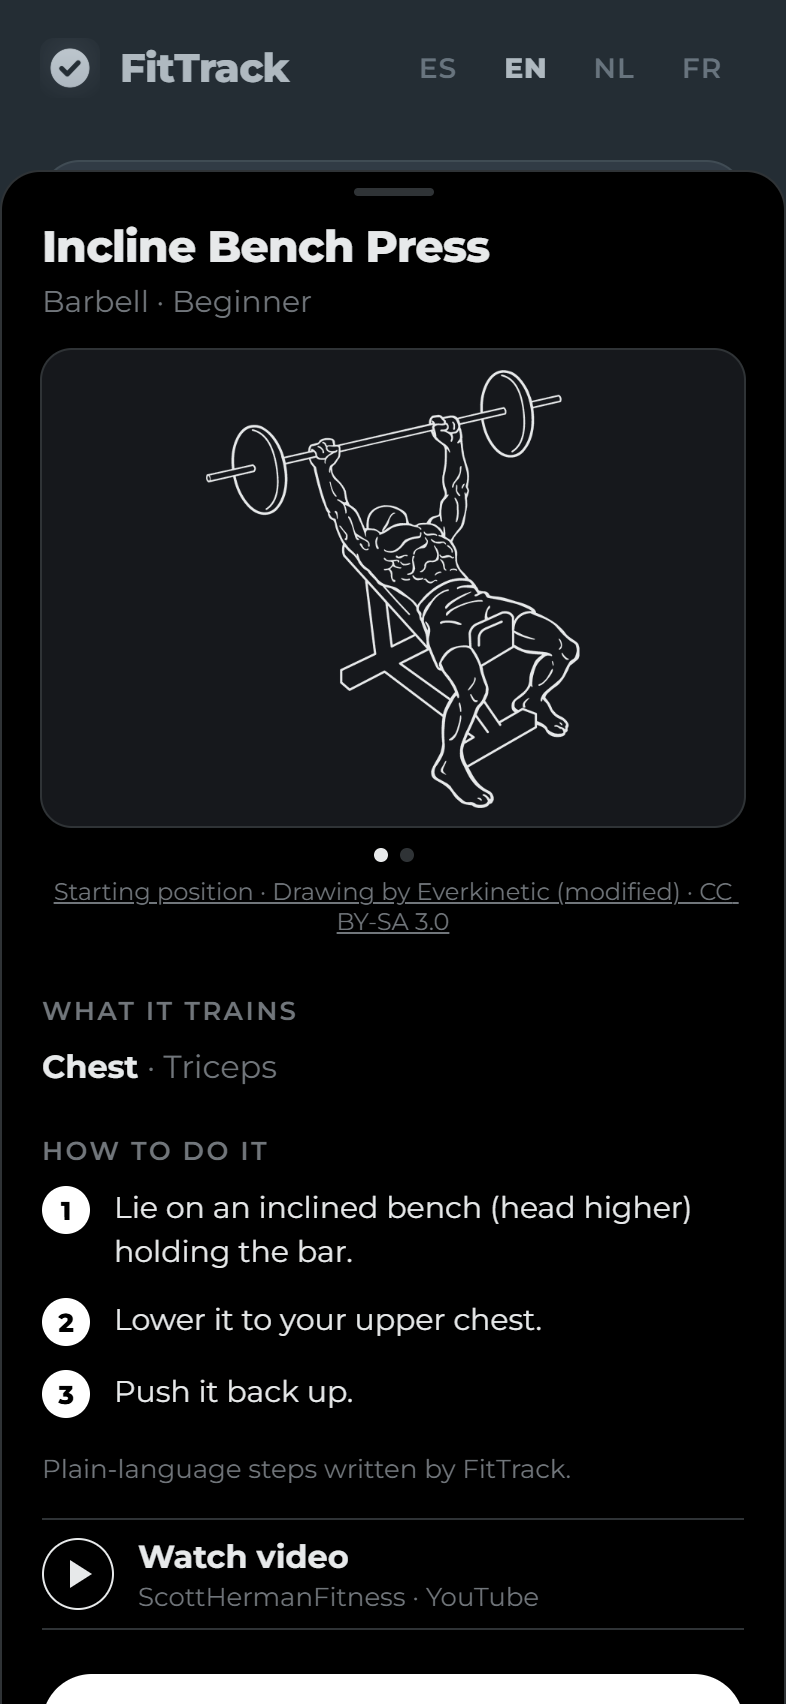 FitTrack
ES EN NL FR
Incline Bench Press
Barbell · Beginner
Starting position · Drawing by Everkinetic (modified) · CC
BY-SA 3.0
WHAT IT TRAINS
Chest · Triceps
HOW TO DO IT
1 Lie on an inclined bench (head higher)
holding the bar.
2 Lower it to your upper chest.
3 Push it back up.
Plain-language steps written by FitTrack.
Watch video
ScottHermanFitness · YouTube